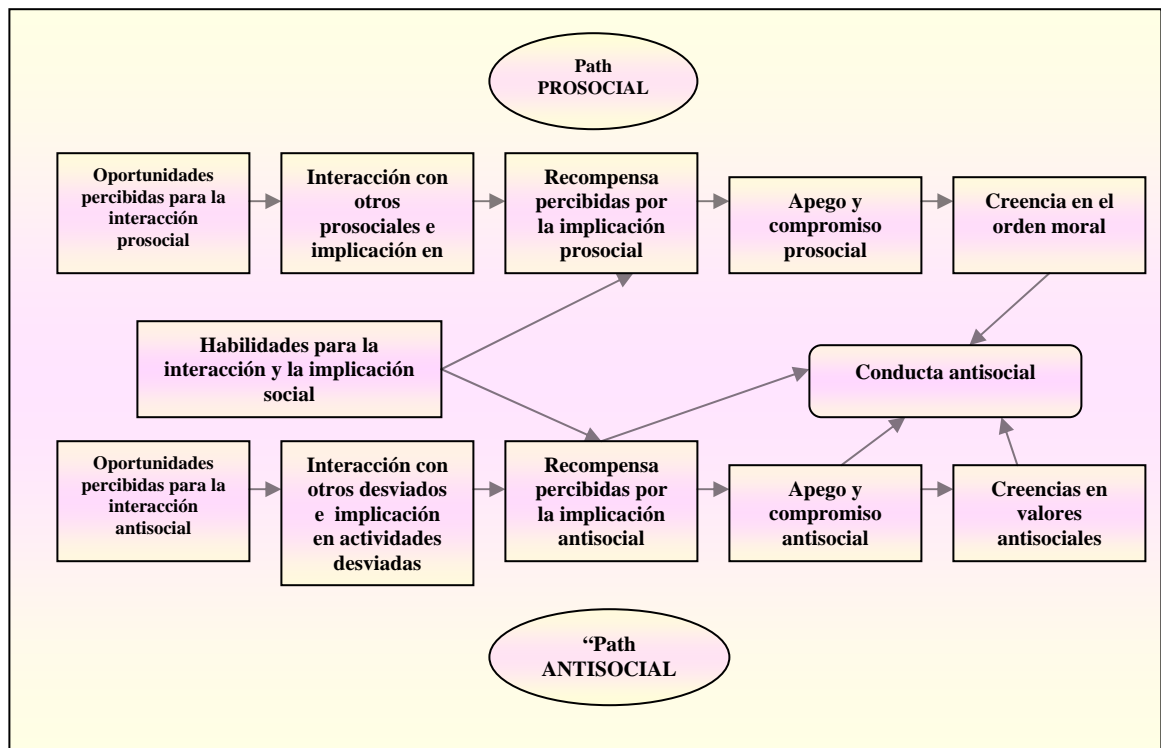 Path
PROSOCIAL
Oportunidades
percibidas para la
interacción
prosocial
Interacción con
otros
prosociales e
implicación en
Recompensa
percibidas por
la implicación
prosocial
Apego y
compromiso
prosocial
Creencia en el
orden moral
Habilidades para la
interacción y la implicación
social
Conducta antisocial
Oportunidades
percibidas para la
interacción
antisocial
Interacción con
otros desviados
e implicación
en actividades
desviadas
Recompensa
percibidas por
la implicación
antisocial
Apego y
compromiso
antisocial
Creencias en
valores
antisociales
“Path
ANTISOCIAL